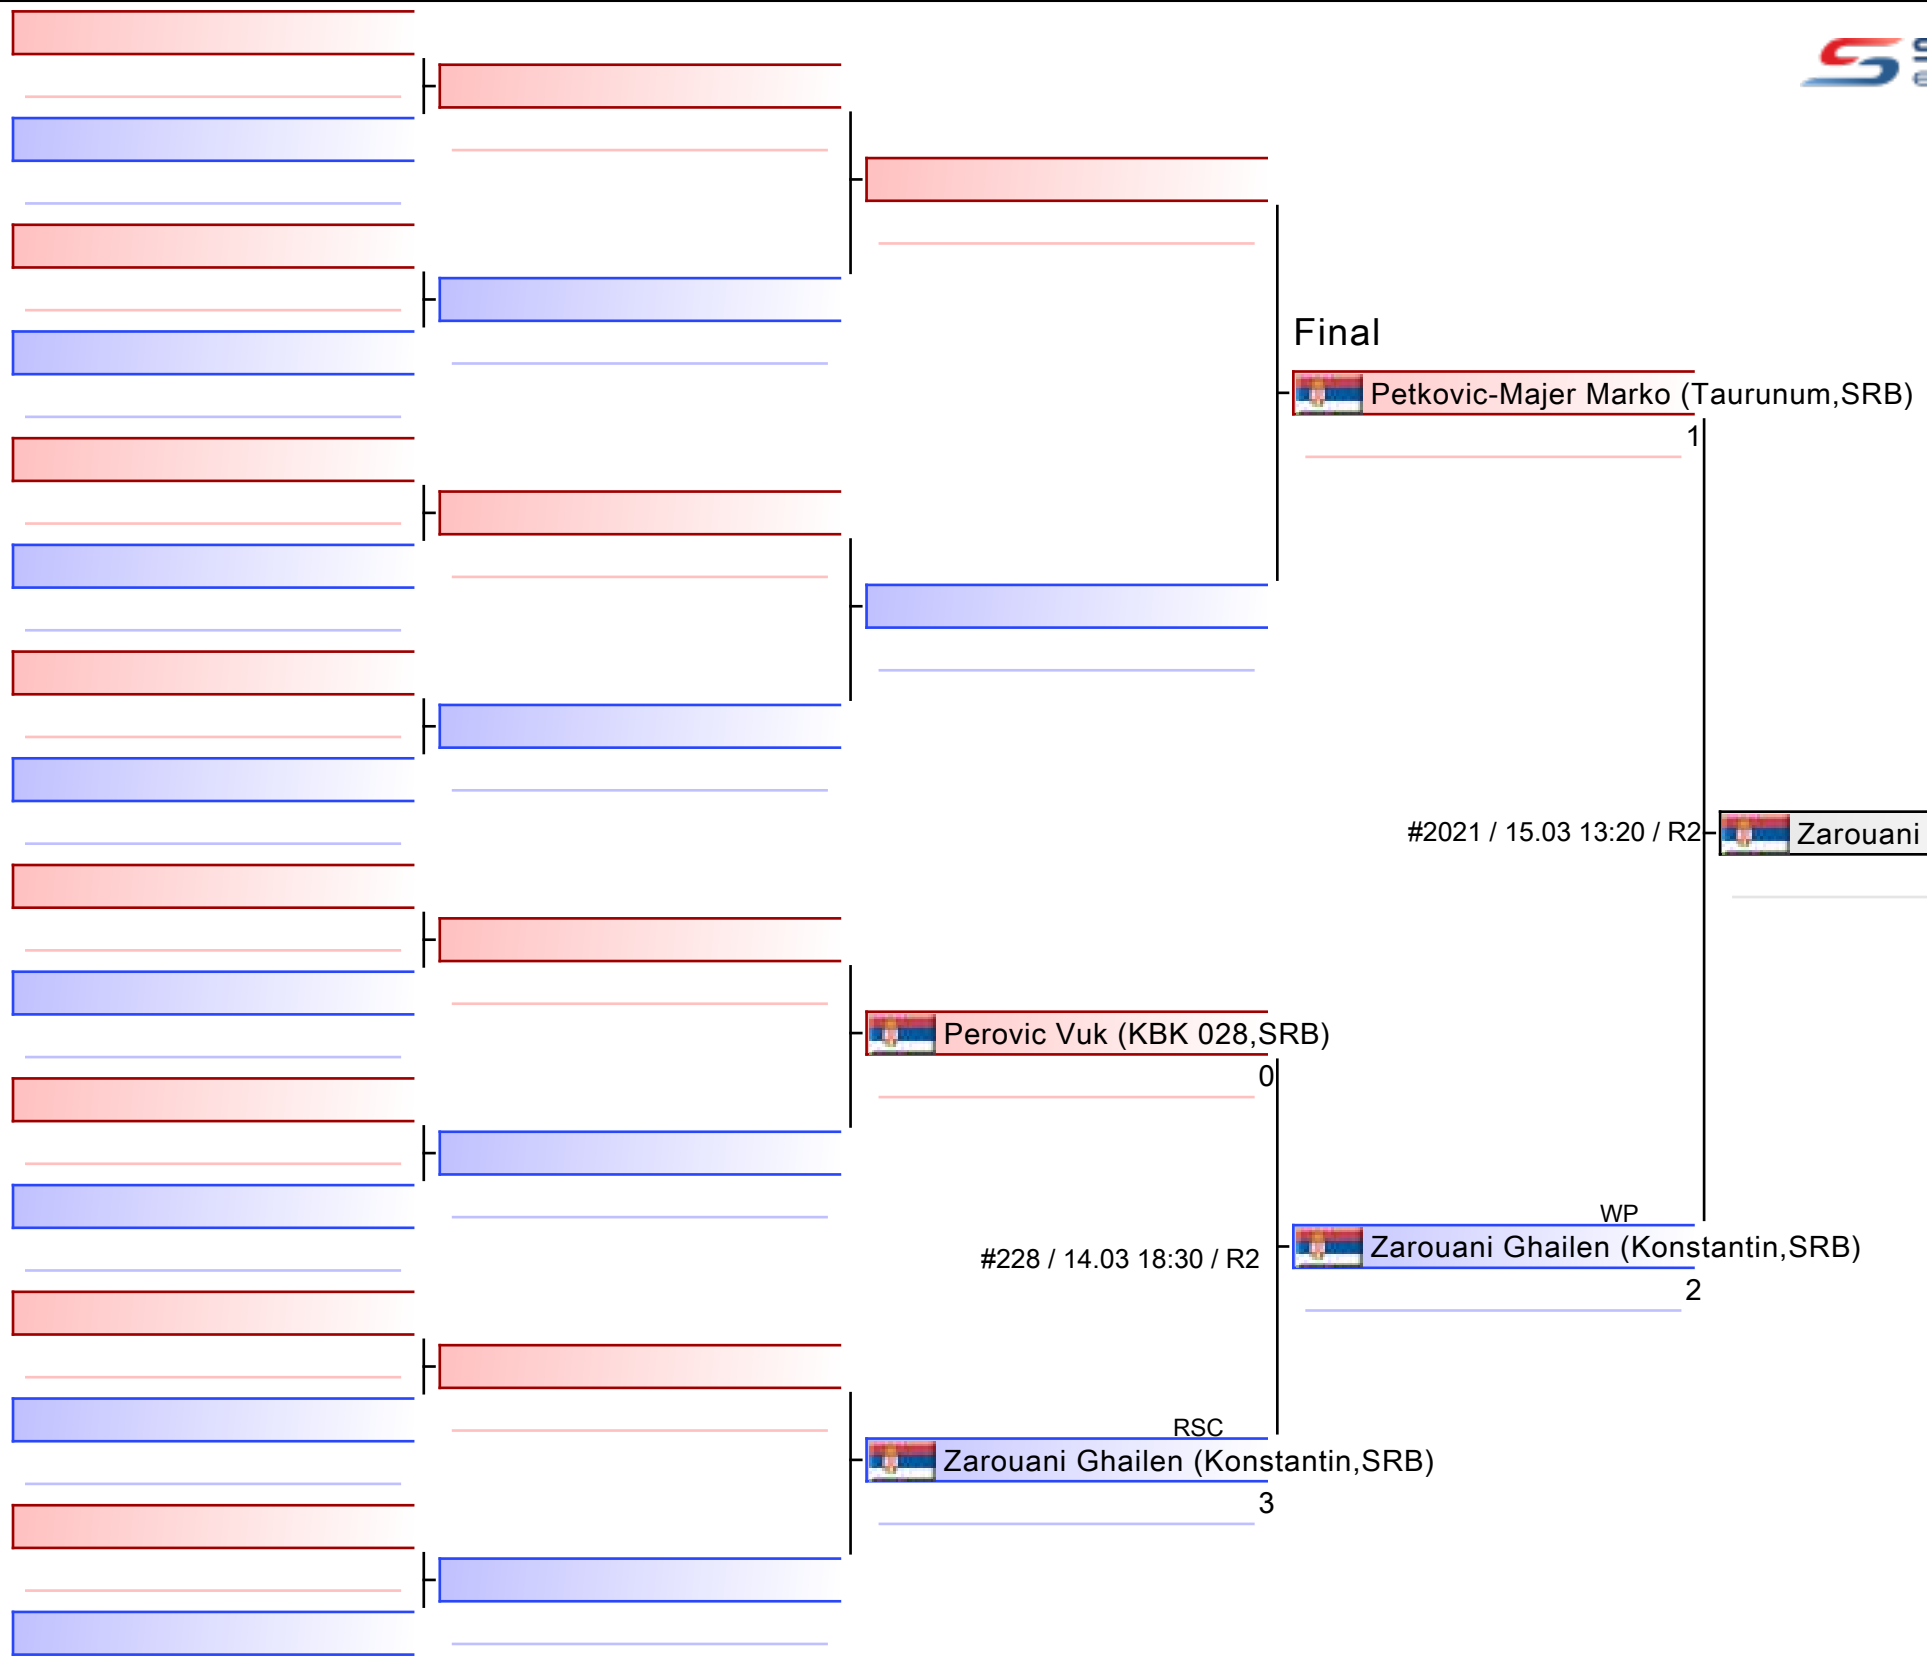 Final
Petkovic-Majer Marko (Taurunum,SRB)
1
#2021 / 15.03 13:20 / R2
Zarouani
Perovic Vuk (KBK 028,SRB)
0
WP
Zarouani Ghailen (Konstantin,SRB)
#228 / 14.03 18:30 / R2
2
RSC
Zarouani Ghailen (Konstantin,SRB)
3